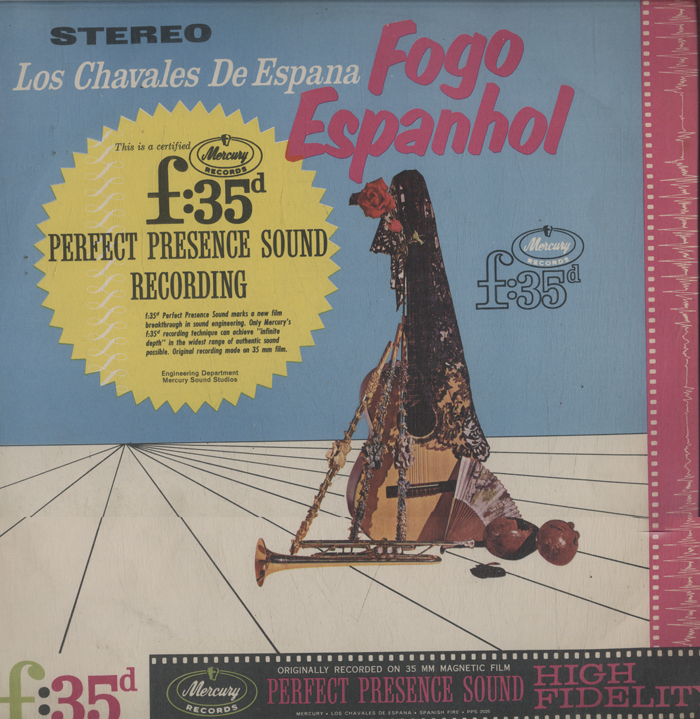 STEREO
Los Chavales De Espana
Fogo
Espanhol
This is a certified
Mercury
RECORDS
f:35d
PERFECT PRESENCE SOUND
RECORDING
f:35d Perfect Presence Sound marks a new film
breakthrough in sound engineering. Only Mercury's
f:35d recording technique can achieve "infinite
depth" in the widest range of authentic sound
possible. Original recording made on 35 mm film.
Engineering Department
Mercury Sound Studios
Mercury
RECORDS
f:35d
f:35d
Mercury
RECORDS
ORIGINALLY RECORDED ON 35 MM MAGNETIC FILM
PERFECT PRESENCE SOUND
HIGH
FIDELIT
MERCURY • LOS CHAVALES DE ESPANA • SPANISH FIRE •